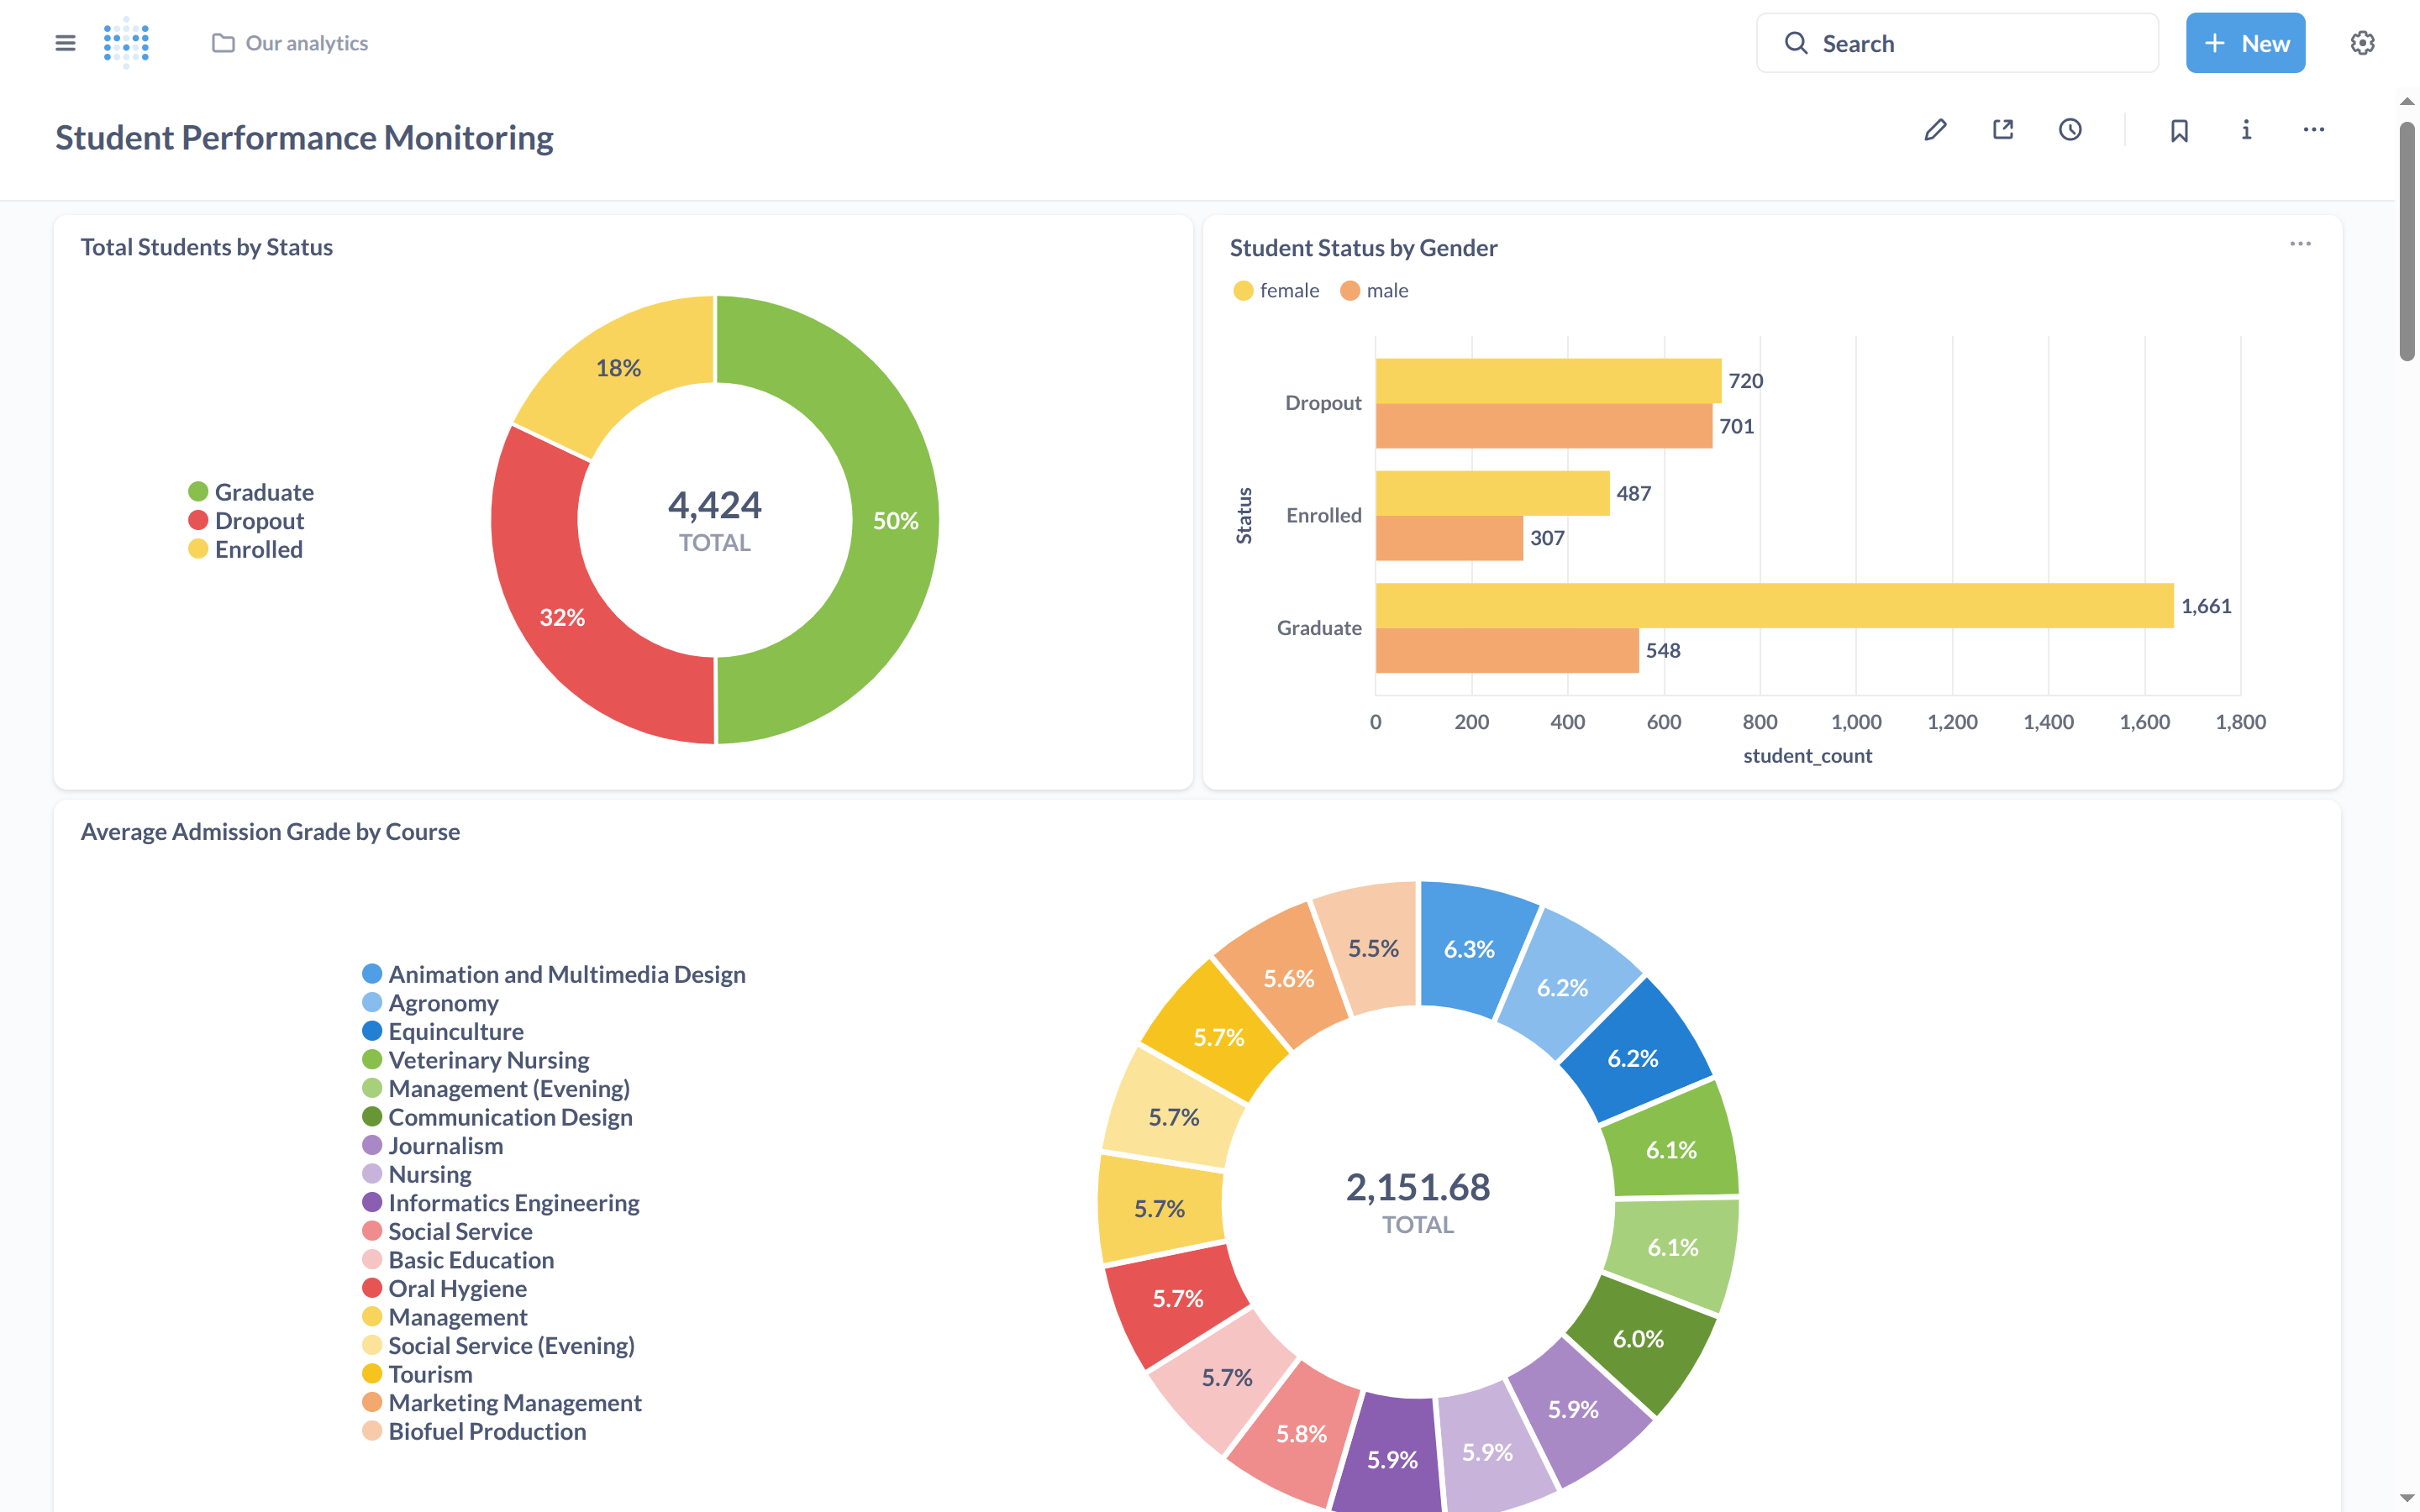 Our analytics
Search
New
Student Performance Monitoring
Total Students by Status
Graduate
Dropout
Enrolled
18%
50%
32%
4,424
TOTAL
Student Status by Gender
female
male
Status
Dropout
720
701
Enrolled
487
307
Graduate
1,661
548
0 200 400 600 800 1,000 1,200 1,400 1,600 1,800
student_count
Average Admission Grade by Course
Animation and Multimedia Design
Agronomy
Equinculture
Veterinary Nursing
Management (Evening)
Communication Design
Journalism
Nursing
Informatics Engineering
Social Service
Basic Education
Oral Hygiene
Management
Social Service (Evening)
Tourism
Marketing Management
Biofuel Production
6.3%
6.2%
6.2%
6.1%
6.1%
6.0%
5.9%
5.9%
5.9%
5.8%
5.7%
5.7%
5.7%
5.7%
5.7%
5.6%
5.5%
2,151.68
TOTAL